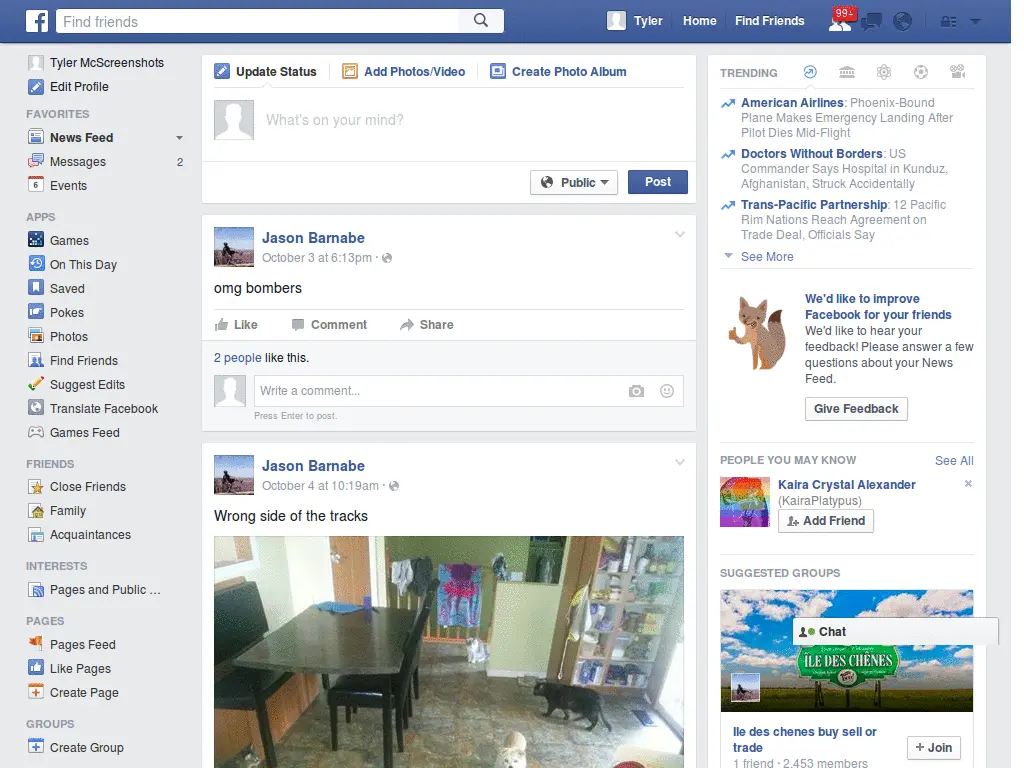 f
Find friends
Tyler
Home
Find Friends
99+
Tyler McScreenshots
Edit Profile
FAVORITES
News Feed
Messages
2
6
Events
APPS
Games
On This Day
Saved
Pokes
Photos
Find Friends
Suggest Edits
Translate Facebook
Games Feed
FRIENDS
Close Friends
Family
Acquaintances
INTERESTS
Pages and Public ...
PAGES
Pages Feed
Like Pages
Create Page
GROUPS
Create Group
Update Status
Add Photos/Video
Create Photo Album
What's on your mind?
Public
Post
Jason Barnabe
October 3 at 6:13pm ·
omg bombers
Like
Comment
Share
2 people like this.
Write a comment...
Press Enter to post.
Jason Barnabe
October 4 at 10:19am ·
Wrong side of the tracks
TRENDING
American Airlines: Phoenix-Bound
Plane Makes Emergency Landing After
Pilot Dies Mid-Flight
Doctors Without Borders: US
Commander Says Hospital in Kunduz,
Afghanistan, Struck Accidentally
Trans-Pacific Partnership: 12 Pacific
Rim Nations Reach Agreement on
Trade Deal, Officials Say
See More
We'd like to improve
Facebook for your friends
We'd like to hear your
feedback! Please answer a few
questions about your News
Feed.
Give Feedback
PEOPLE YOU MAY KNOW
See All
Kaira Crystal Alexander
(KairaPlatypus)
Add Friend
SUGGESTED GROUPS
Chat
ÎLE DES CHÊNES
Ile des chenes buy sell or
trade
1 friend · 2,453 members
+ Join